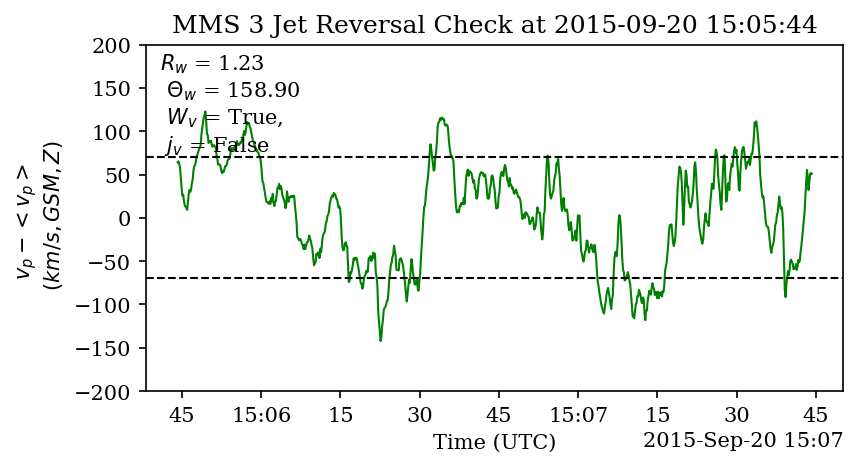 MMS 3 Jet Reversal Check at 2015-09-20 15:05:44
200
150
100
50
0
−50
−100
−150
−200
v_p − < v_p >
(km/s, GSM, Z)
R_w = 1.23
Θ_w = 158.90
W_v = True,
j_v = False
45 15:06 15 30 45 15:07 15 30 45
Time (UTC)
2015-Sep-20 15:07